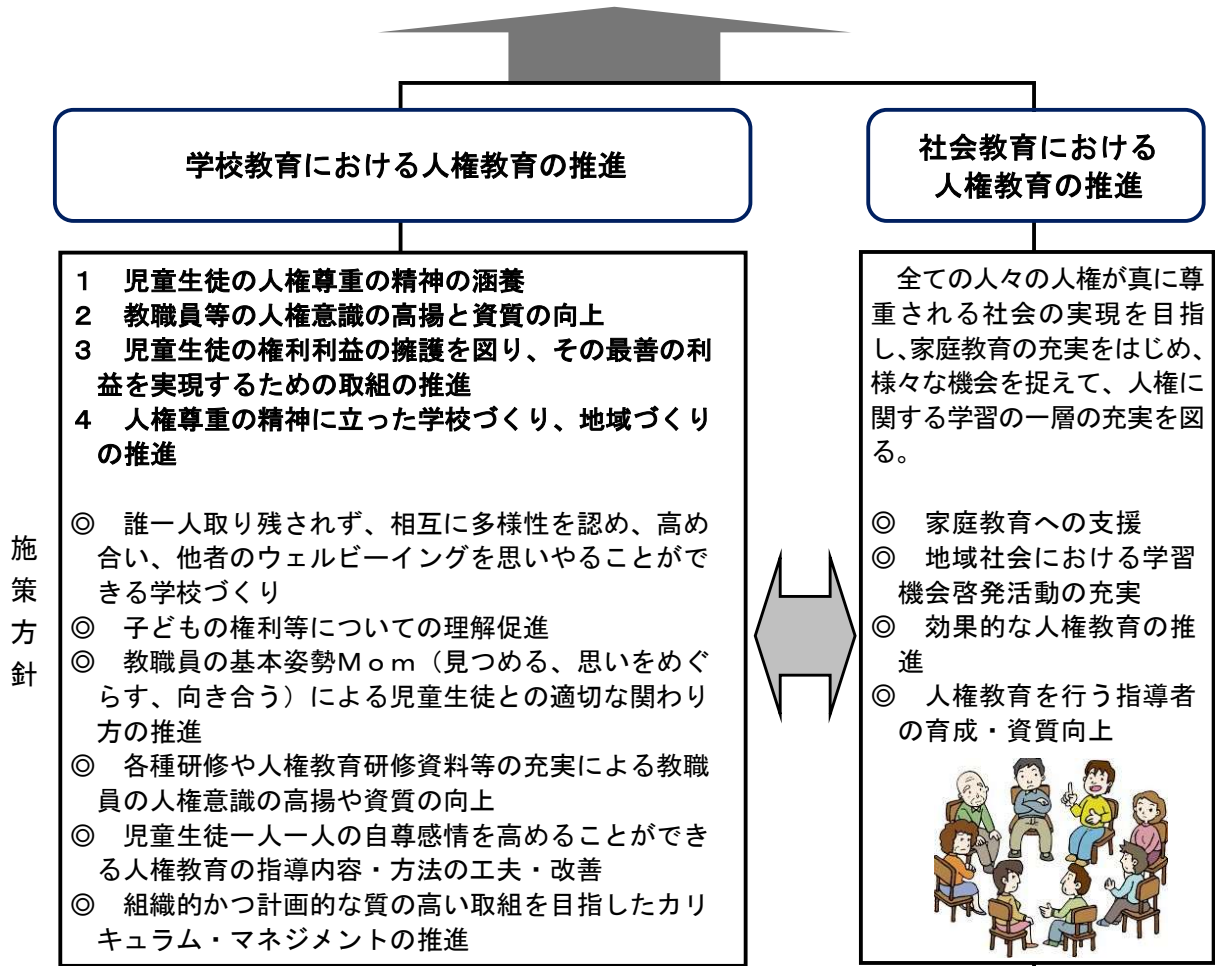 学校教育における人権教育の推進
社会教育における
人権教育の推進
施策方針
1 児童生徒の人権尊重の精神の涵養
2 教職員等の人権意識の高揚と資質の向上
3 児童生徒の権利利益の擁護を図り、その最善の利
益を実現するための取組の推進
4 人権尊重の精神に立った学校づくり、地域づくり
の推進
◎ 誰一人取り残されず、相互に多様性を認め、高め
合い、他者のウェルビーイングを思いやることがで
きる学校づくり
◎ 子どもの権利等についての理解促進
◎ 教職員の基本姿勢Mom(見つめる、思いをめぐ
らす、向き合う)による児童生徒との適切な関わり
方の推進
◎ 各種研修や人権教育研修資料等の充実による教職
員の人権意識の高揚や資質の向上
◎ 児童生徒一人一人の自尊感情を高めることができ
る人権教育の指導内容・方法の工夫・改善
◎ 組織的かつ計画的な質の高い取組を目指したカリ
キュラム・マネジメントの推進
全ての人々の人権が真に尊
重される社会の実現を目指
し、家庭教育の充実をはじめ、
様々な機会を捉えて、人権に
関する学習の一層の充実を図
る。
◎ 家庭教育への支援
◎ 地域社会における学習
機会啓発活動の充実
◎ 効果的な人権教育の推
進
◎ 人権教育を行う指導者
の育成・資質向上